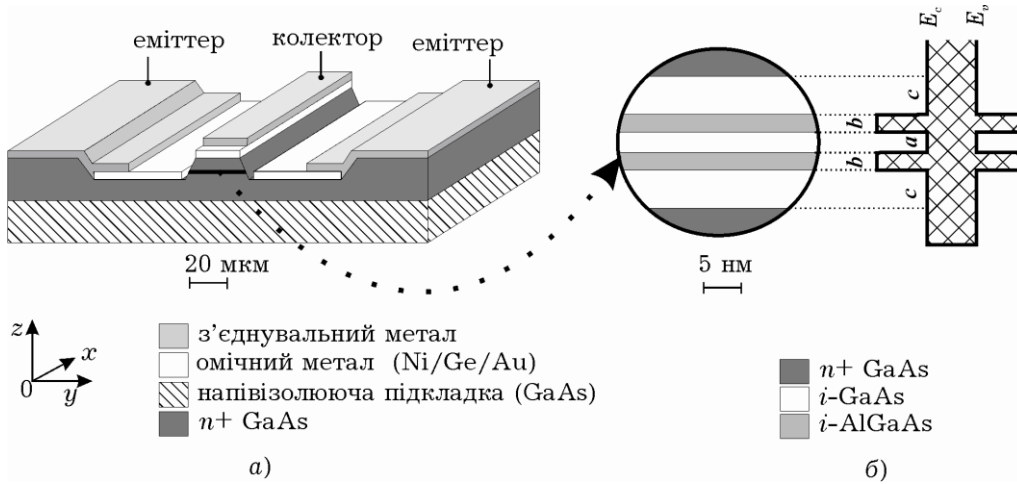 еміттер
колектор
еміттер
20 мкм
z
x
0
y
з’єднувальний метал
омічний метал (Ni/Ge/Au)
напівізолююча підкладка (GaAs)
n+ GaAs
а)
E_c
E_v
c
b
a
b
c
5 нм
n+ GaAs
i-GaAs
i-AlGaAs
б)